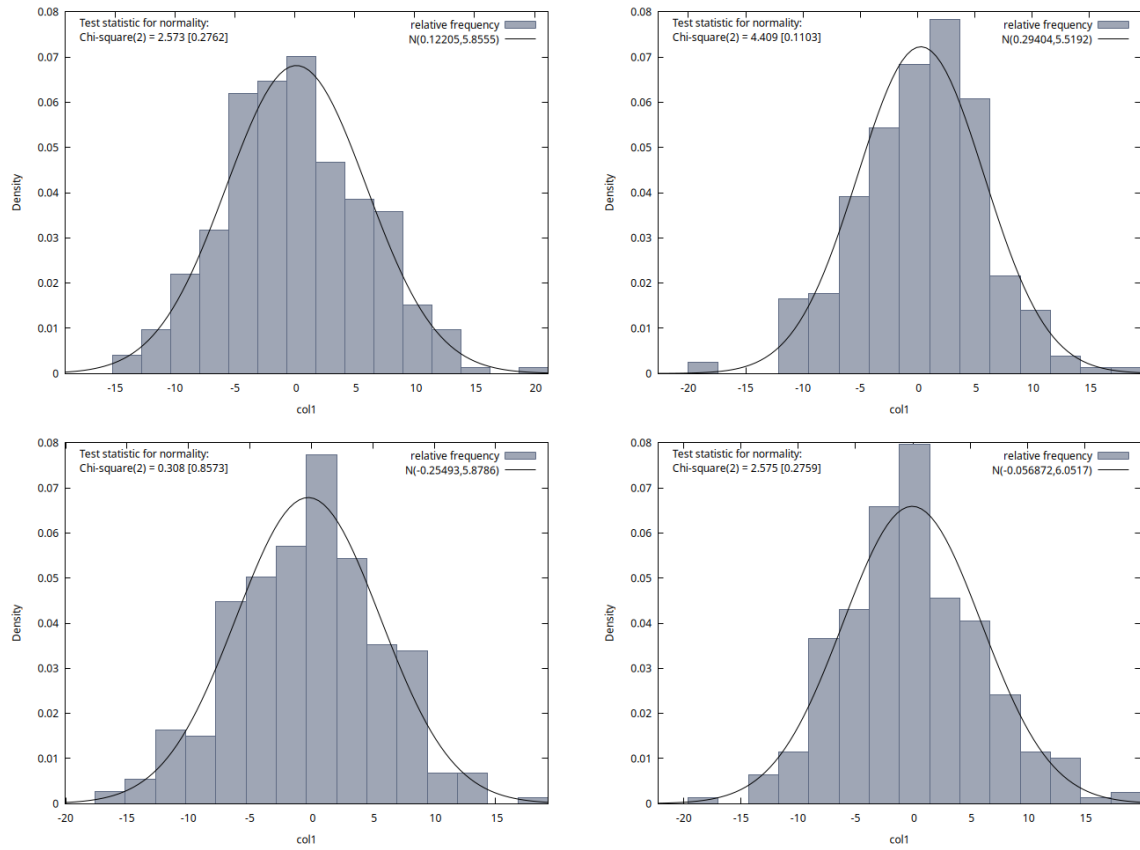 Test statistic for normality:
Chi-square(2) = 2.573 [0.2762]
relative frequency
N(0.12205,5.8555)
0.08
0.07
0.06
0.05
0.04
0.03
0.02
0.01
0
Density
-15 -10 -5 0 5 10 15 20
col1
Test statistic for normality:
Chi-square(2) = 4.409 [0.1103]
relative frequency
N(0.29404,5.5192)
0.08
0.07
0.06
0.05
0.04
0.03
0.02
0.01
0
Density
-20 -15 -10 -5 0 5 10 15
col1
Test statistic for normality:
Chi-square(2) = 0.308 [0.8573]
relative frequency
N(-0.25493,5.8786)
0.08
0.07
0.06
0.05
0.04
0.03
0.02
0.01
0
Density
-20 -15 -10 -5 0 5 10 15
col1
Test statistic for normality:
Chi-square(2) = 2.575 [0.2759]
relative frequency
N(-0.056872,6.0517)
0.08
0.07
0.06
0.05
0.04
0.03
0.02
0.01
0
Density
-20 -15 -10 -5 0 5 10 15
col1